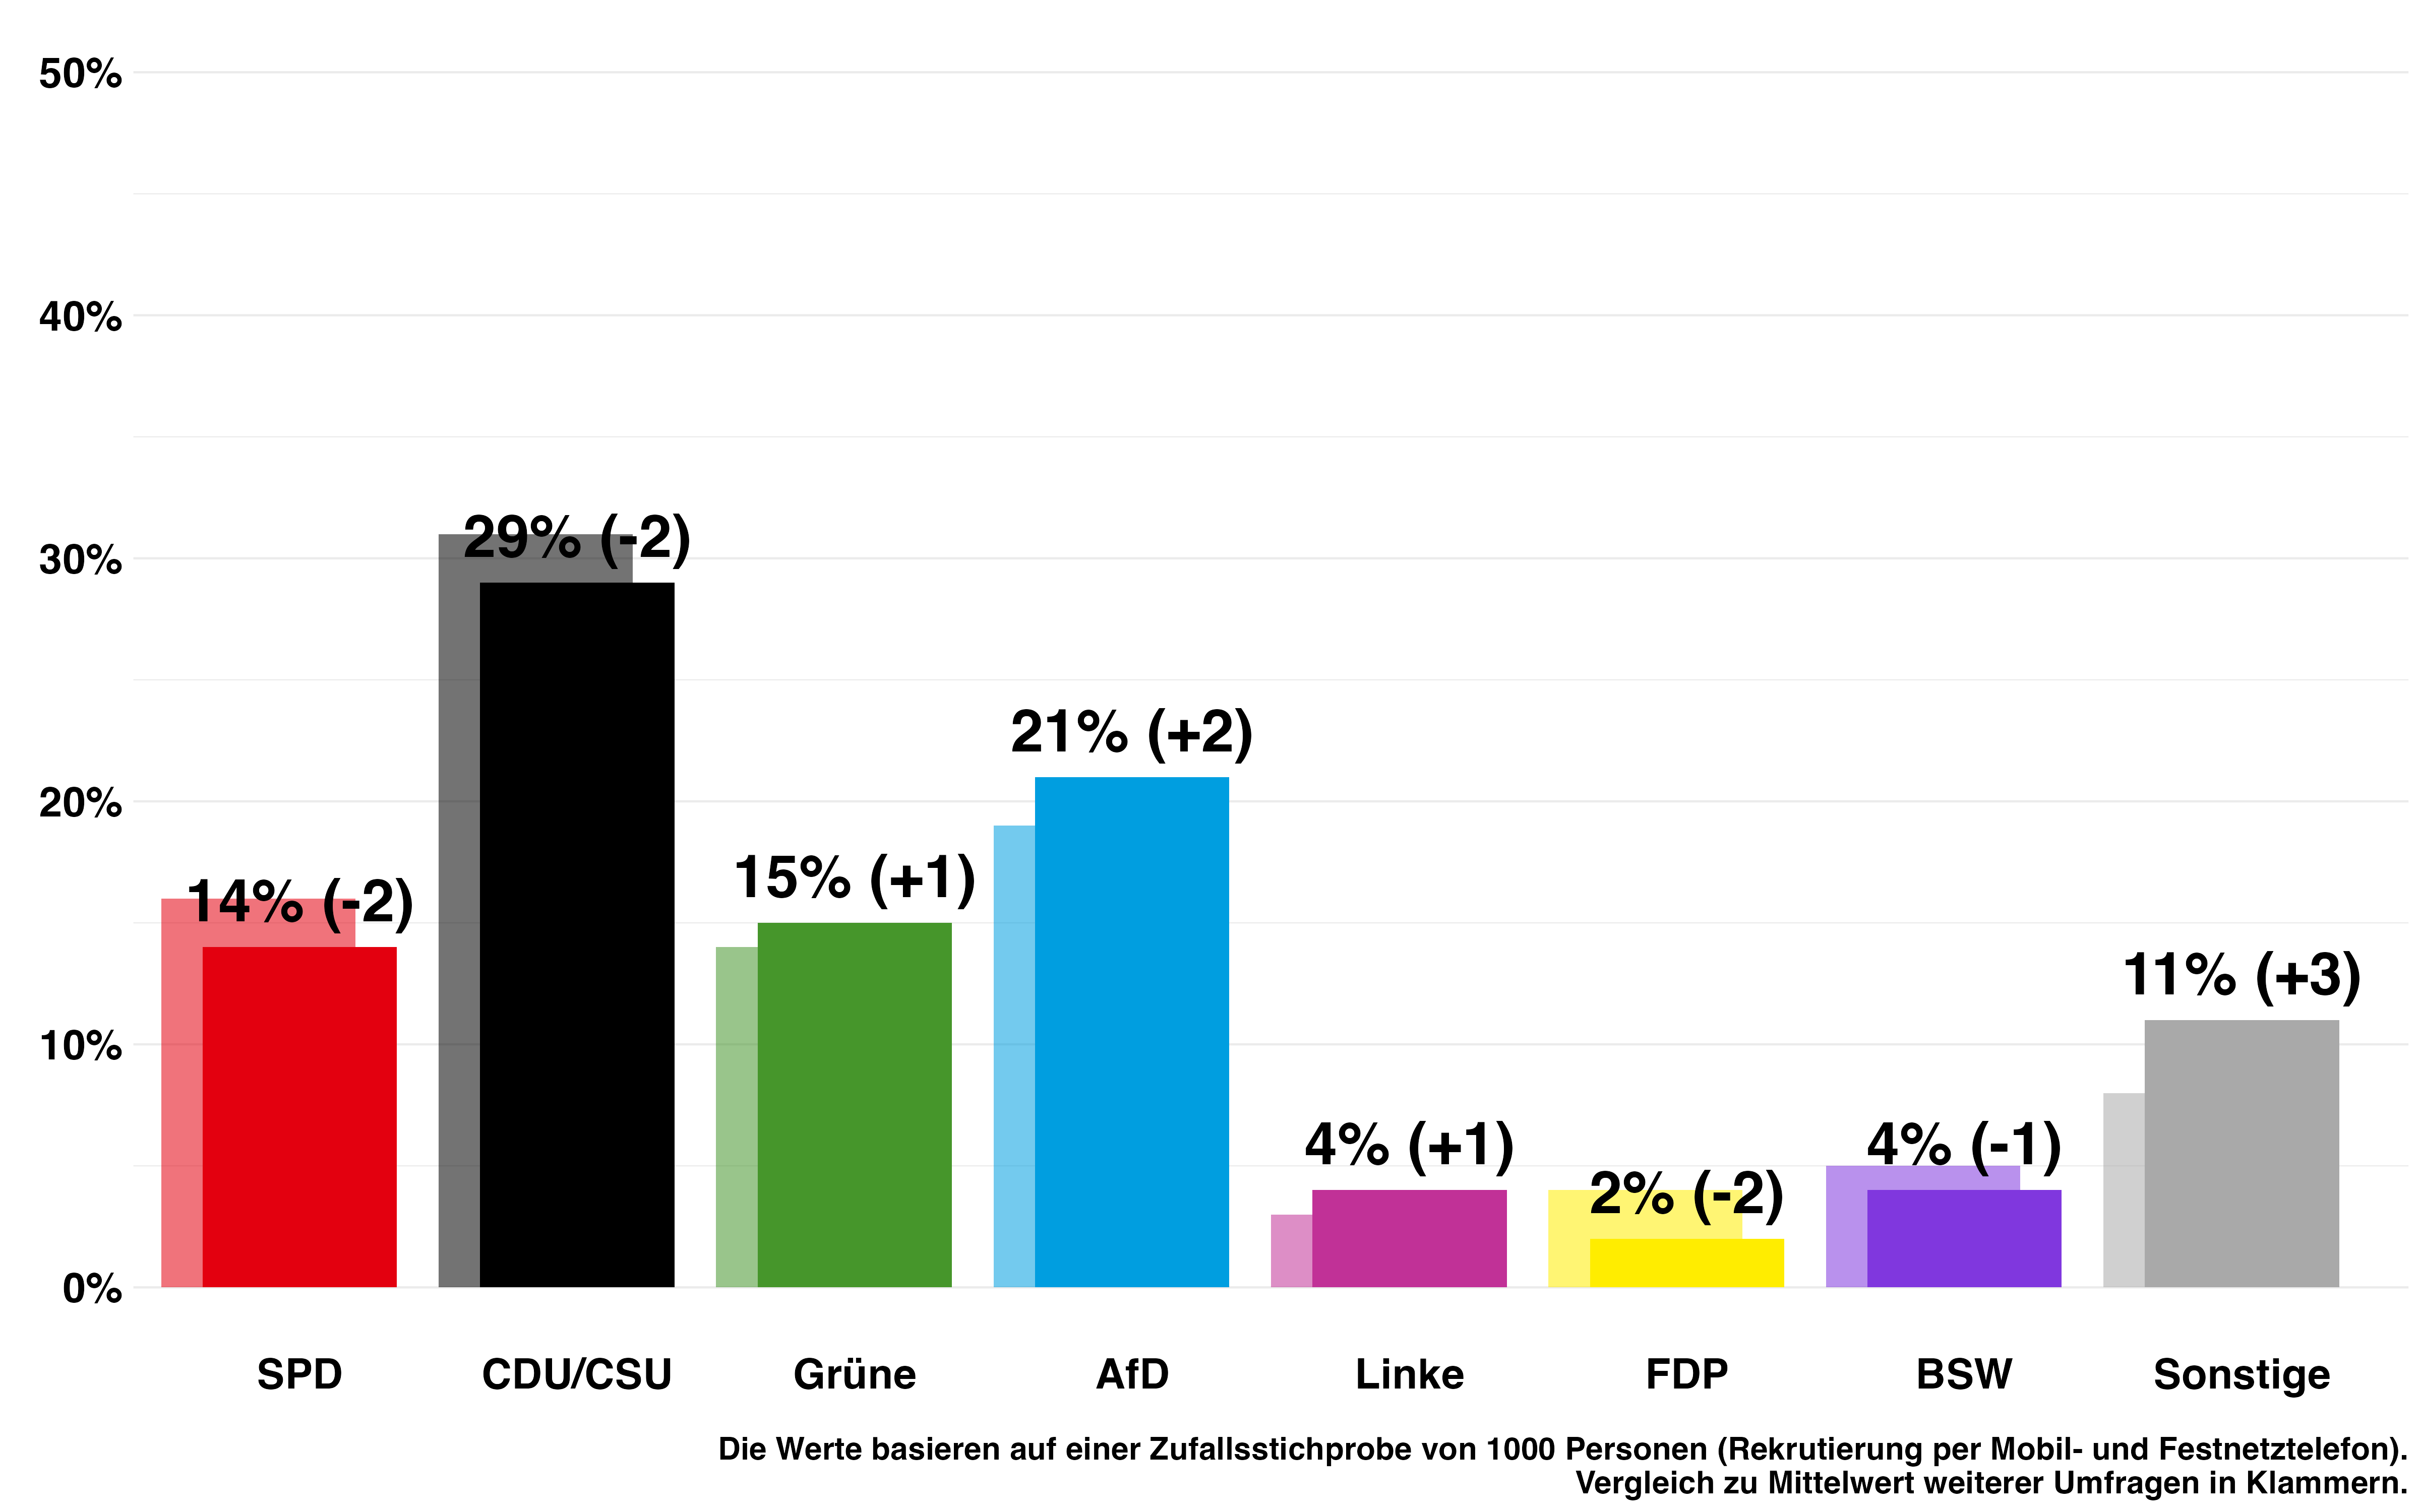 50%
40%
30%
20%
10%
0%
14% (-2)
29% (-2)
15% (+1)
21% (+2)
4% (+1)
2% (-2)
4% (-1)
11% (+3)
SPD
CDU/CSU
Grüne
AfD
Linke
FDP
BSW
Sonstige
Die Werte basieren auf einer Zufallsstichprobe von 1000 Personen (Rekrutierung per Mobil- und Festnetztelefon).
Vergleich zu Mittelwert weiterer Umfragen in Klammern.